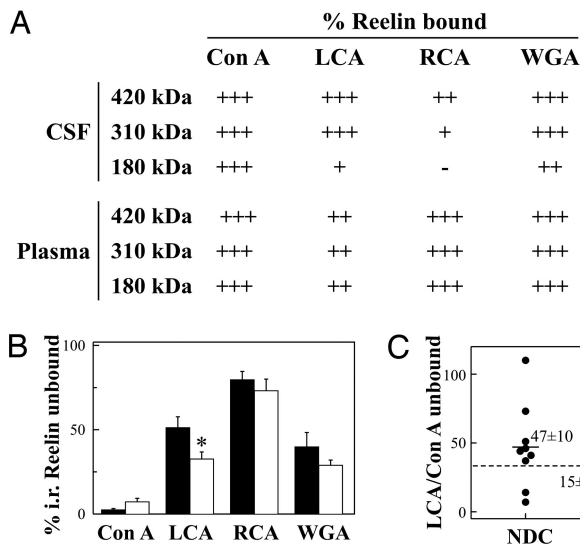 A
% Reelin bound
Con A LCA RCA WGA
420 kDa +++ +++ ++ +++
CSF 310 kDa +++ +++ + +++
180 kDa +++ + - ++
420 kDa +++ ++ +++ +++
Plasma 310 kDa +++ ++ +++ +++
180 kDa +++ ++ +++ +++
B
% i.r. Reelin unbound
100
50
0
*
Con A LCA RCA WGA
C
LCA/Con A unbound
100
50
0
47±10
15±
NDC